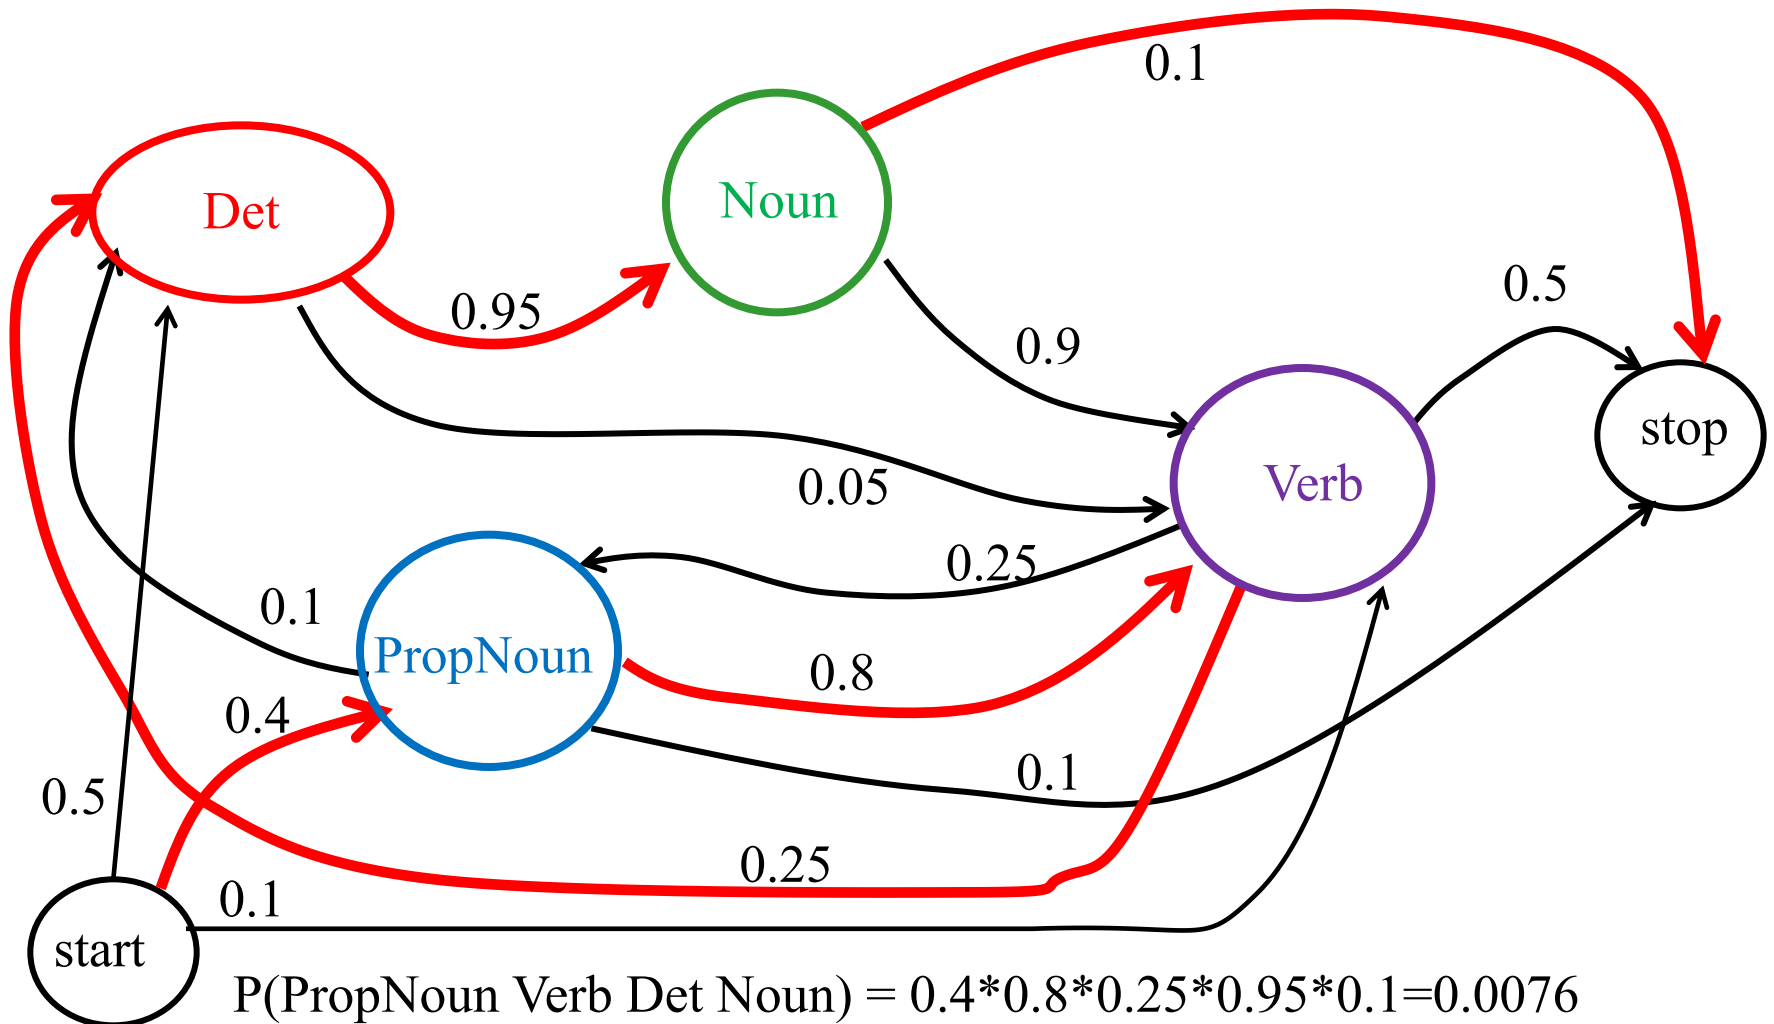 0.1
Det
Noun
0.95
0.9
0.5
stop
0.05
Verb
0.25
0.1
PropNoun
0.8
0.4
0.1
0.5
0.25
0.1
start
P(PropNoun Verb Det Noun) = 0.4*0.8*0.25*0.95*0.1=0.0076